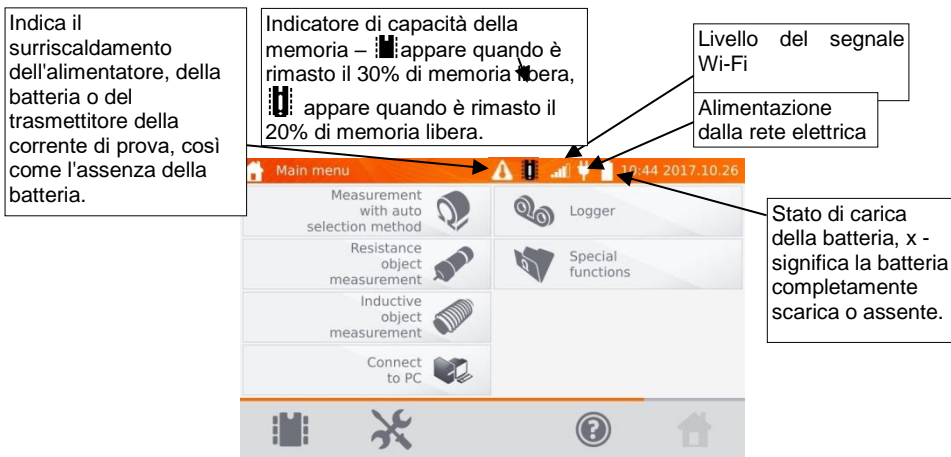 Indica il
surriscaldamento
dell'alimentatore, della
batteria o del
trasmettitore della
corrente di prova, così
come l'assenza della
batteria.
Indicatore di capacità della
memoria – appare quando è
rimasto il 30% di memoria libera,
appare quando è rimasto il
20% di memoria libera.
Livello del segnale
Wi-Fi
Alimentazione
dalla rete elettrica
Stato di carica
della batteria, x -
significa la batteria
completamente
scarica o assente.
Main menu
10:44 2017.10.26
Measurement
with auto
selection method
Resistance
object
measurement
Inductive
object
measurement
Connect
to PC
Logger
Special
functions